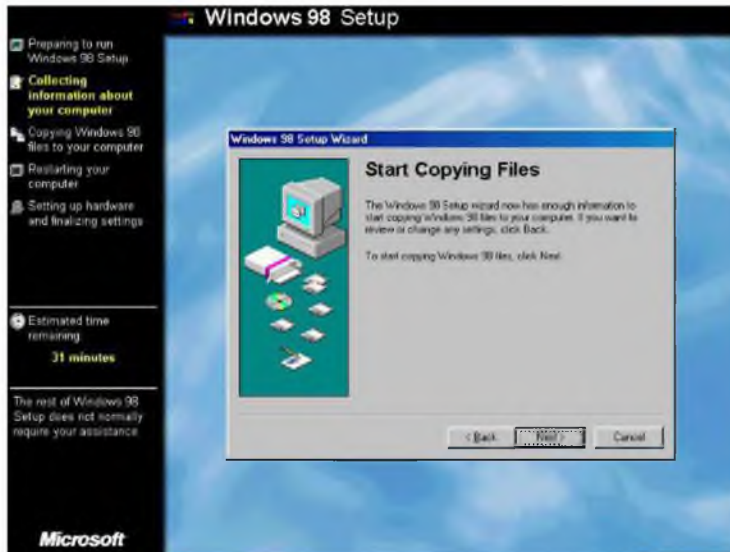 Windows 98 Setup
Preparing to run
Windows 98 Setup
Collecting
information about
your computer
Copying Windows 98
files to your computer
Restarting your
computer
Setting up hardware
and finalizing settings
Estimated time
remaining:
31 minutes
The rest of Windows 98
Setup does not normally
require your assistance.
Microsoft
Windows 98 Setup Wizard
Start Copying Files
The Windows 98 Setup wizard now has enough information to
start copying Windows 98 files to your computer. If you want to
review or change any settings, click Back.
To start copying Windows 98 files, click Next.
< Back
Next >
Cancel